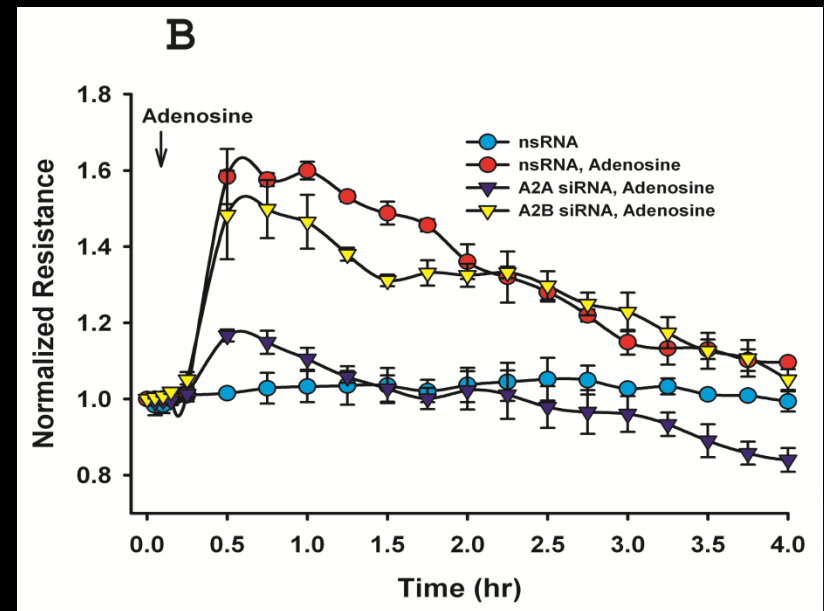 B
1.8
Adenosine
nsRNA
nsRNA, Adenosine
A2A siRNA, Adenosine
A2B siRNA, Adenosine
1.6
1.4
1.2
1.0
0.8
Normalized Resistance
0.0 0.5 1.0 1.5 2.0 2.5 3.0 3.5 4.0
Time (hr)